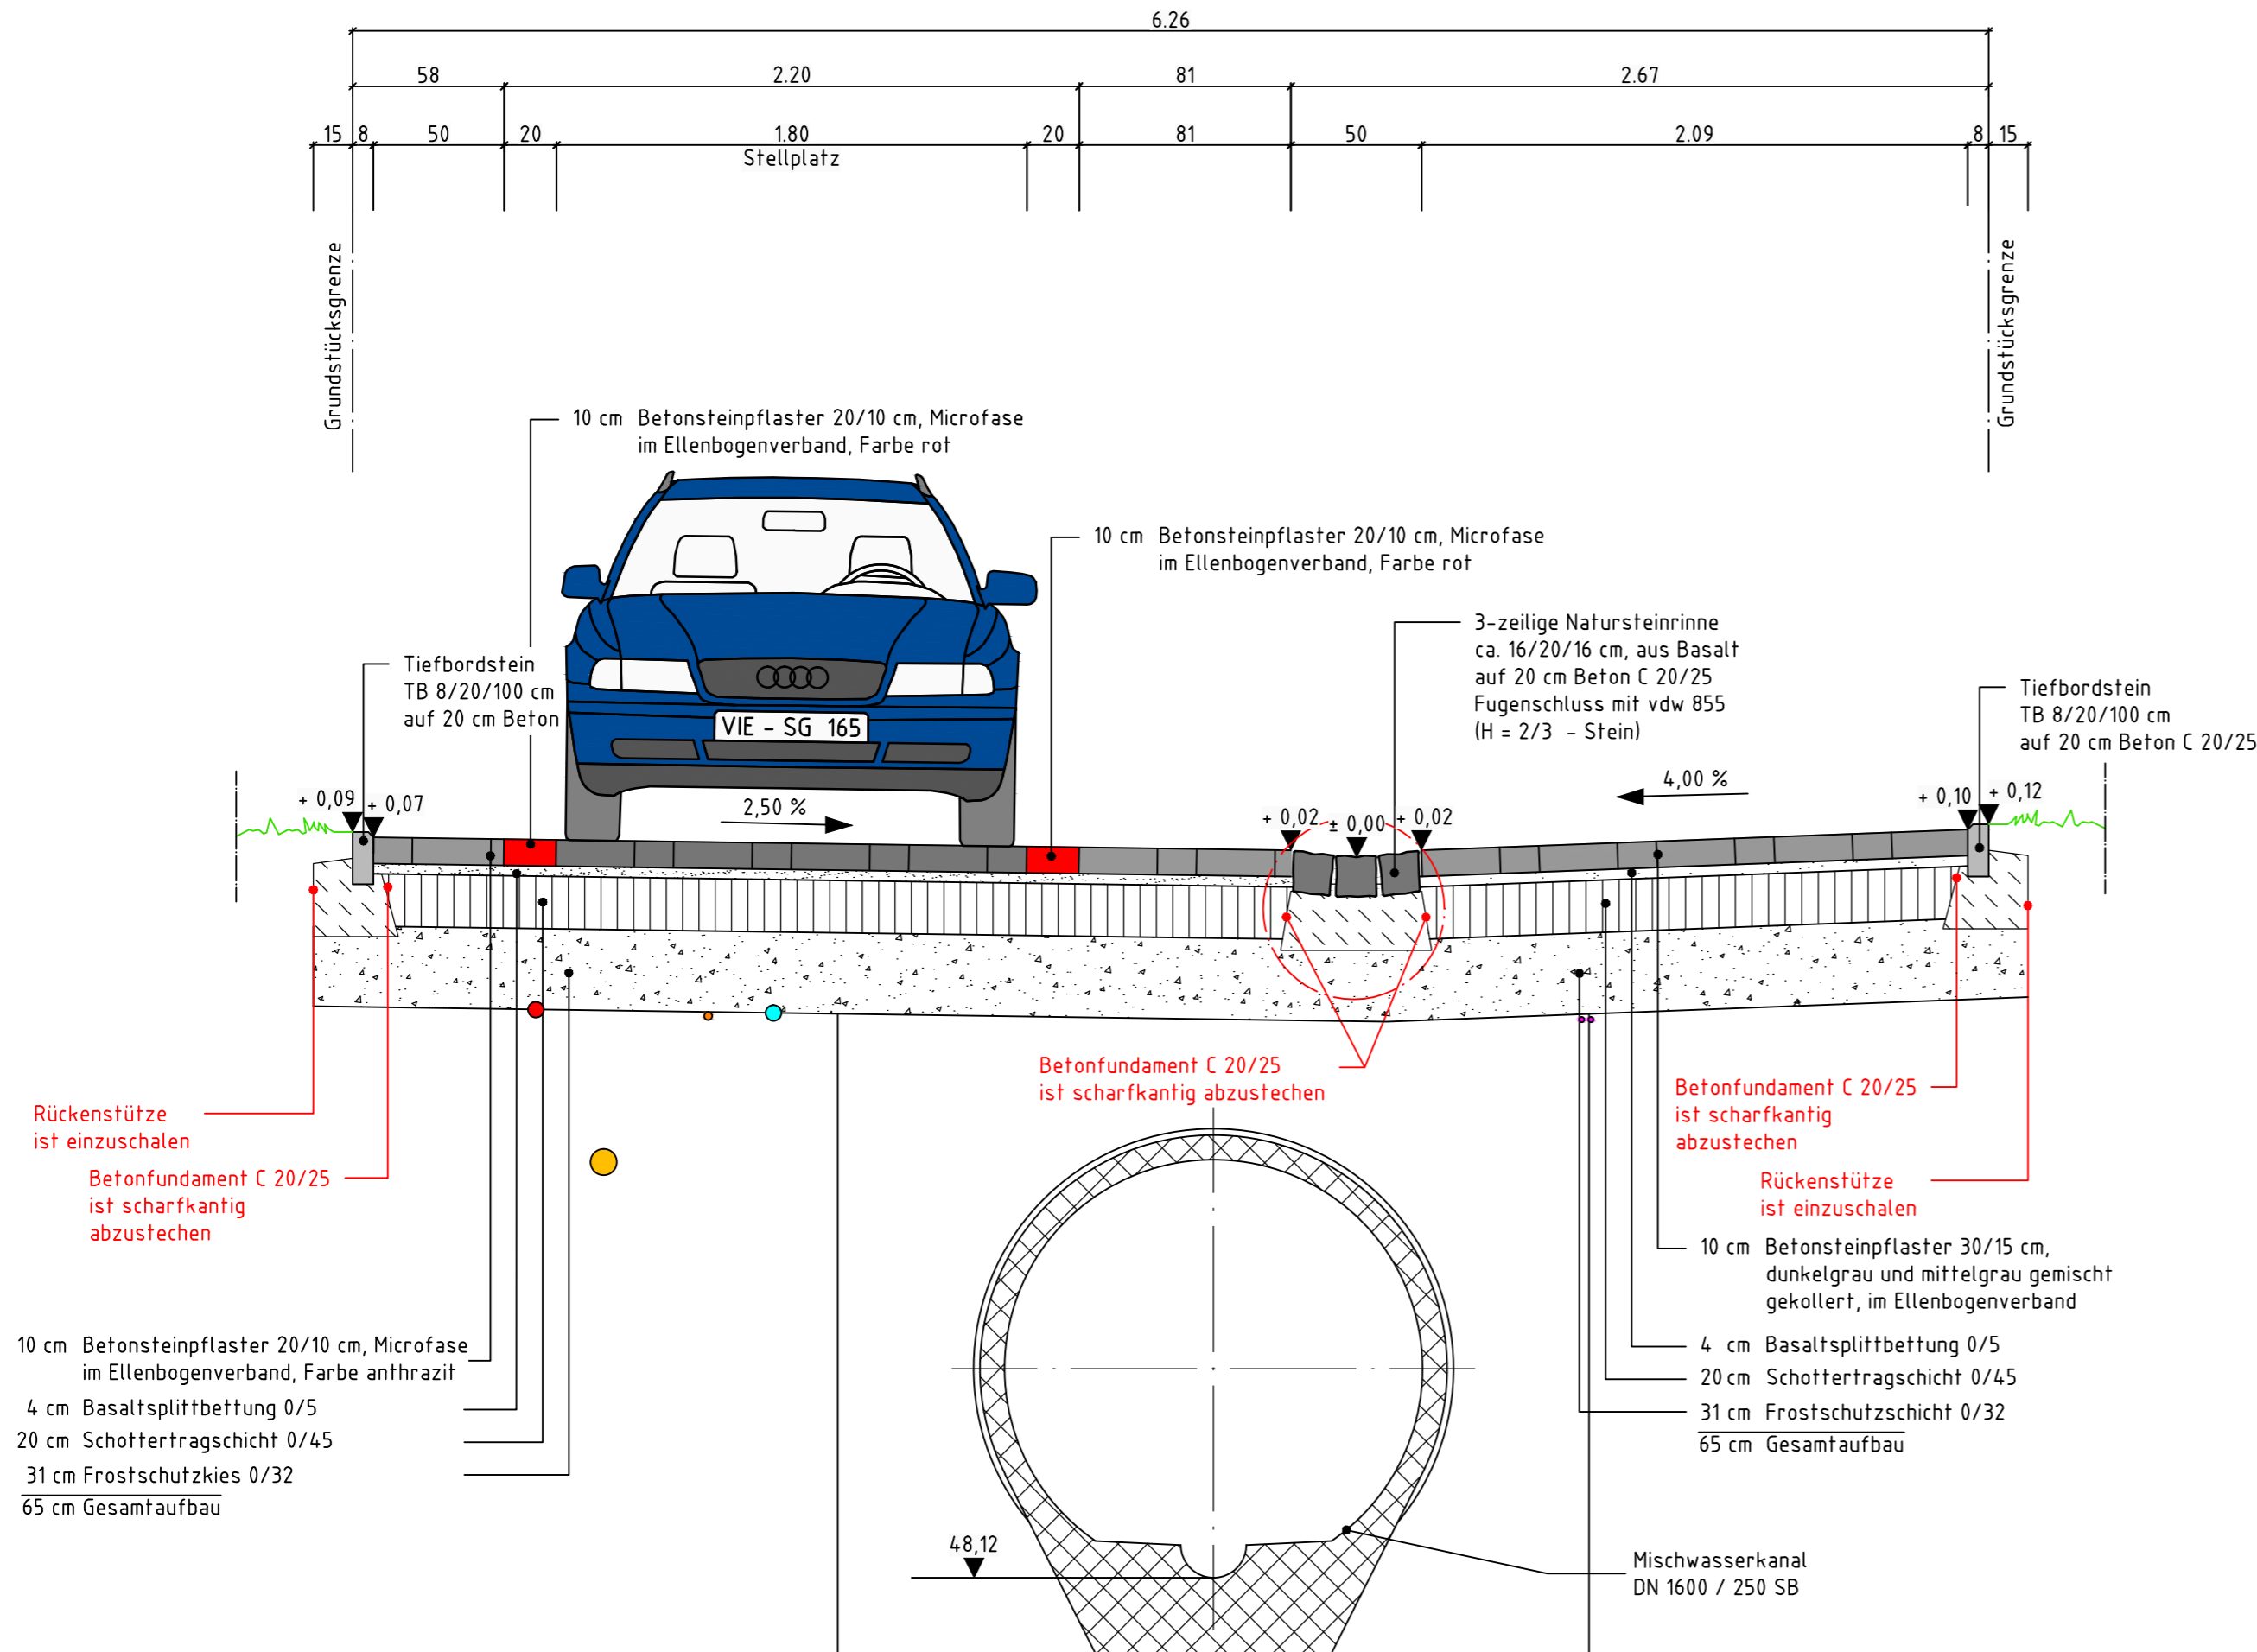 6.26
58
2.20
81
2.67
15
8
50
20
1.80
20
81
50
2.09
8
15
Stellplatz
Grundstücksgrenze
Grundstücksgrenze
10 cm Betonsteinpflaster 20/10 cm, Microfase
im Ellenbogenverband, Farbe rot
10 cm Betonsteinpflaster 20/10 cm, Microfase
im Ellenbogenverband, Farbe rot
3-zeilige Natursteinrinne
ca. 16/20/16 cm, aus Basalt
auf 20 cm Beton C 20/25
Fugenschluss mit vdw 855
(H = 2/3 - Stein)
Tiefbordstein
TB 8/20/100 cm
auf 20 cm Beton
Tiefbordstein
TB 8/20/100 cm
auf 20 cm Beton C 20/25
VIE - SG 165
+ 0,09
+ 0,07
2,50 %
+ 0,02
± 0,00
+ 0,02
4,00 %
+ 0,10
+ 0,12
Betonfundament C 20/25
ist scharfkantig abzustechen
Rückenstütze
ist einzuschalen
Betonfundament C 20/25
ist scharfkantig
abzustechen
Betonfundament C 20/25
ist scharfkantig
abzustechen
Rückenstütze
ist einzuschalen
10 cm Betonsteinpflaster 20/10 cm, Microfase
im Ellenbogenverband, Farbe anthrazit
4 cm Basaltsplittbettung 0/5
20 cm Schottertragschicht 0/45
31 cm Frostschutzkies 0/32
65 cm Gesamtaufbau
10 cm Betonsteinpflaster 30/15 cm,
dunkelgrau und mittelgrau gemischt
gekollert, im Ellenbogenverband
4 cm Basaltsplittbettung 0/5
20 cm Schottertragschicht 0/45
31 cm Frostschutzschicht 0/32
65 cm Gesamtaufbau
48,12
Mischwasserkanal
DN 1600 / 250 SB